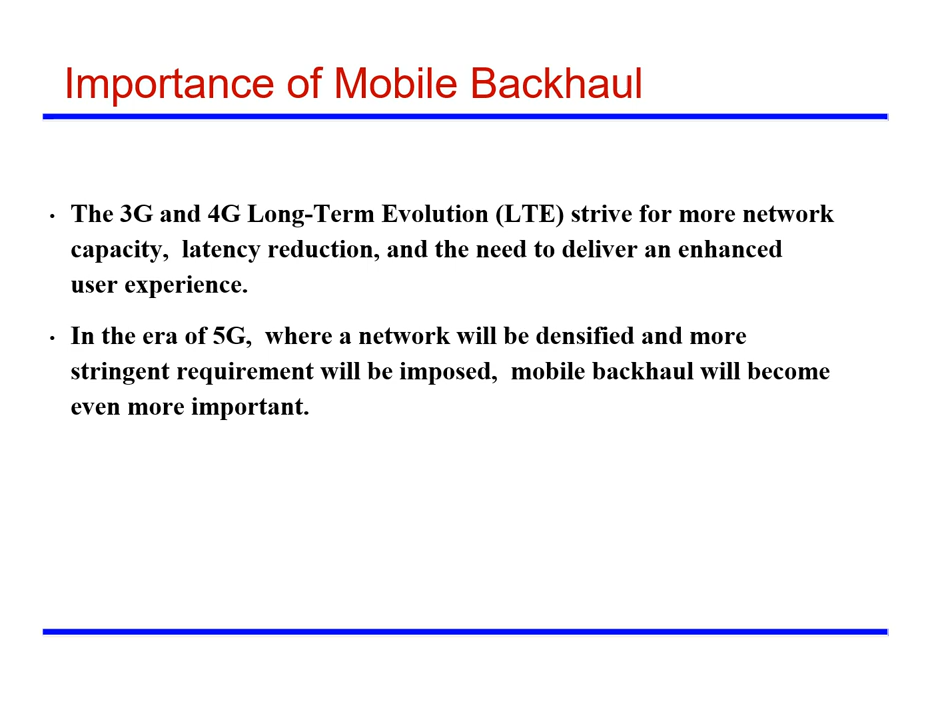 Importance of Mobile Backhaul
• The 3G and 4G Long-Term Evolution (LTE) strive for more network
capacity,  latency reduction, and the need to deliver an enhanced
user experience.
• In the era of 5G,  where a network will be densified and more
stringent requirement will be imposed,  mobile backhaul will become
even more important.